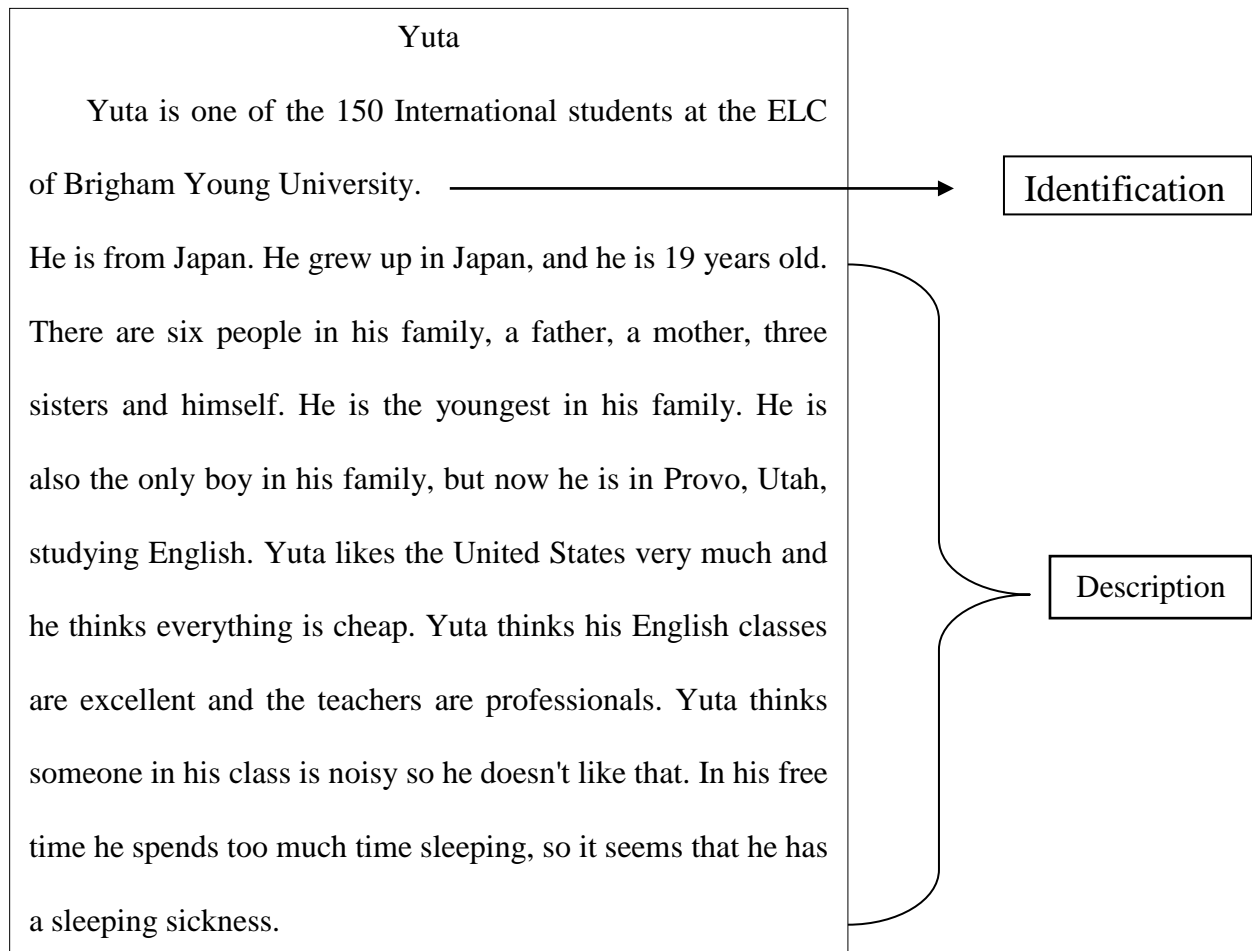 Yuta
Yuta is one of the 150 International students at the ELC
of Brigham Young University.
Identification
He is from Japan. He grew up in Japan, and he is 19 years old.
There are six people in his family, a father, a mother, three
sisters and himself. He is the youngest in his family. He is
also the only boy in his family, but now he is in Provo, Utah,
studying English. Yuta likes the United States very much and
he thinks everything is cheap. Yuta thinks his English classes
are excellent and the teachers are professionals. Yuta thinks
someone in his class is noisy so he doesn't like that. In his free
time he spends too much time sleeping, so it seems that he has
a sleeping sickness.
Description